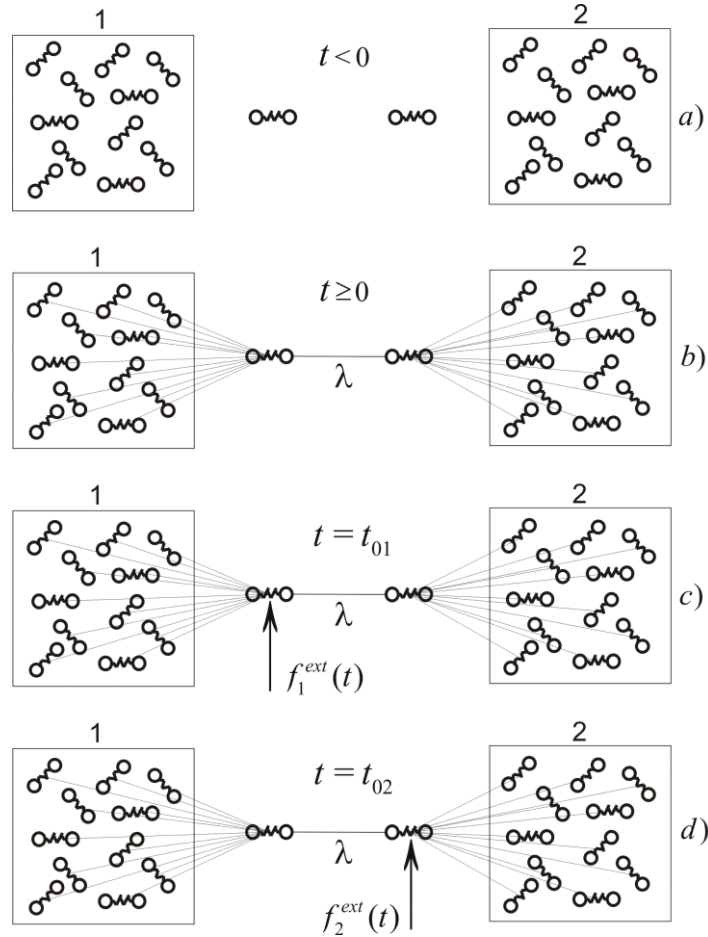 1 2
t < 0
a)
1 2
t ≥ 0
λ
b)
1 2
t = t₀₁
λ
c)
f₁ᵉˣᵗ(t)
1 2
t = t₀₂
λ
d)
f₂ᵉˣᵗ(t)